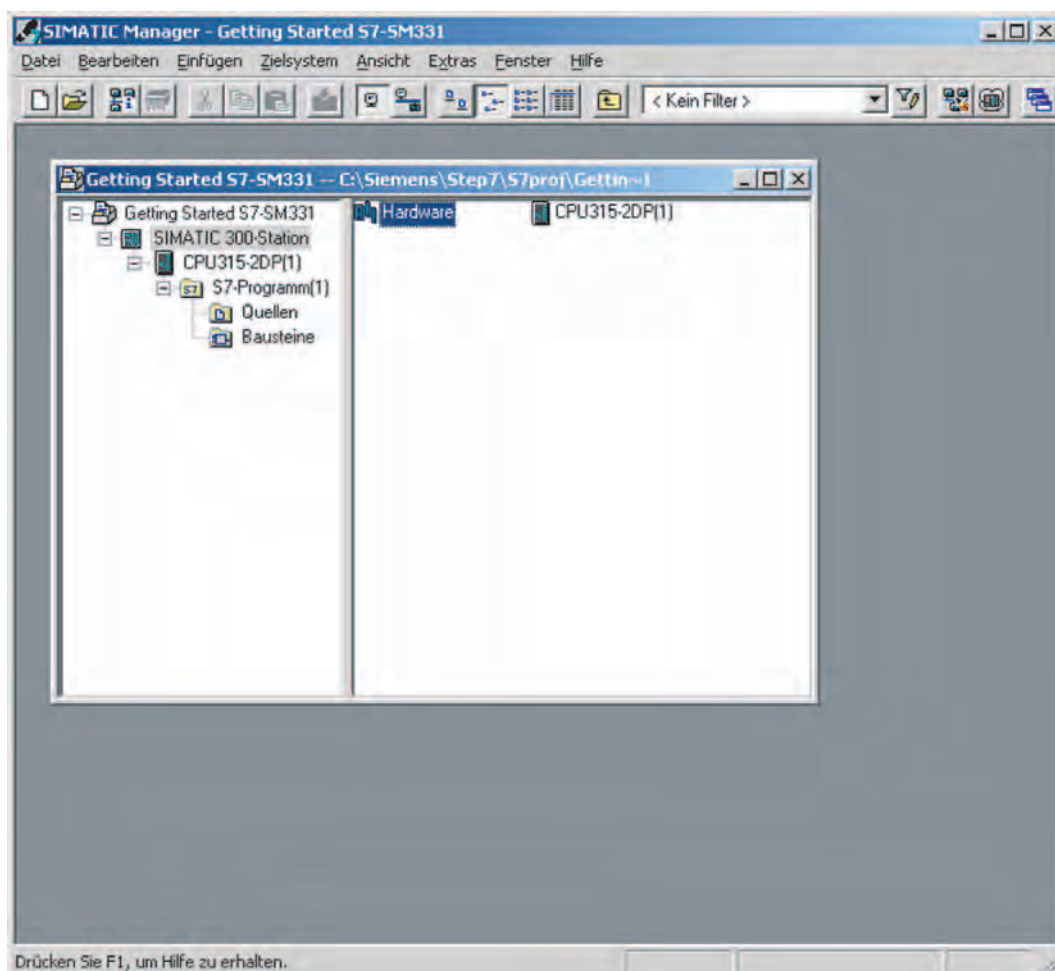 SIMATIC Manager - Getting Started S7-SM331
Datei Bearbeiten Einfügen Zielsystem Ansicht Extras Fenster Hilfe
< Kein Filter >
Getting Started S7-SM331 -- C:\Siemens\Step7\S7proj\Gettin~1
Getting Started S7-SM331
SIMATIC 300-Station
CPU315-2DP(1)
S7-Programm(1)
Quellen
Bausteine
Hardware
CPU315-2DP(1)
Drücken Sie F1, um Hilfe zu erhalten.